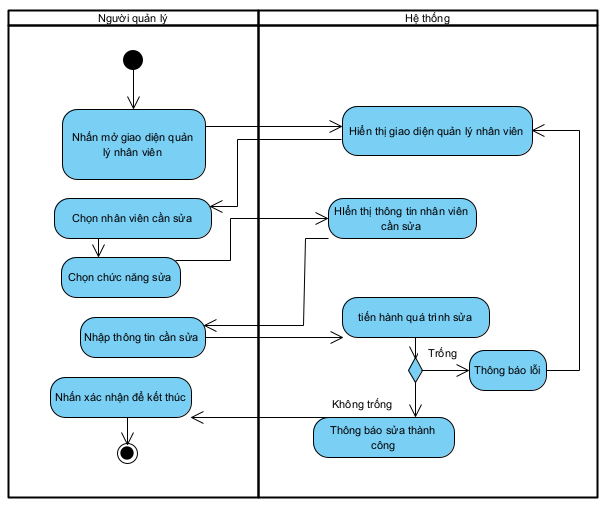 Người quản lý
Hệ thống
Nhấn mở giao diện quản
lý nhân viên
Hiển thị giao diện quản lý nhân viên
Chọn nhân viên cần sửa
HIển thị thông tin nhân viên
cần sửa
Chọn chức năng sửa
Nhập thông tin cần sửa
tiến hành quá trình sửa
Trống
Thông báo lỗi
Nhấn xác nhận để kết thúc
Không trống
Thông báo sửa thành
công